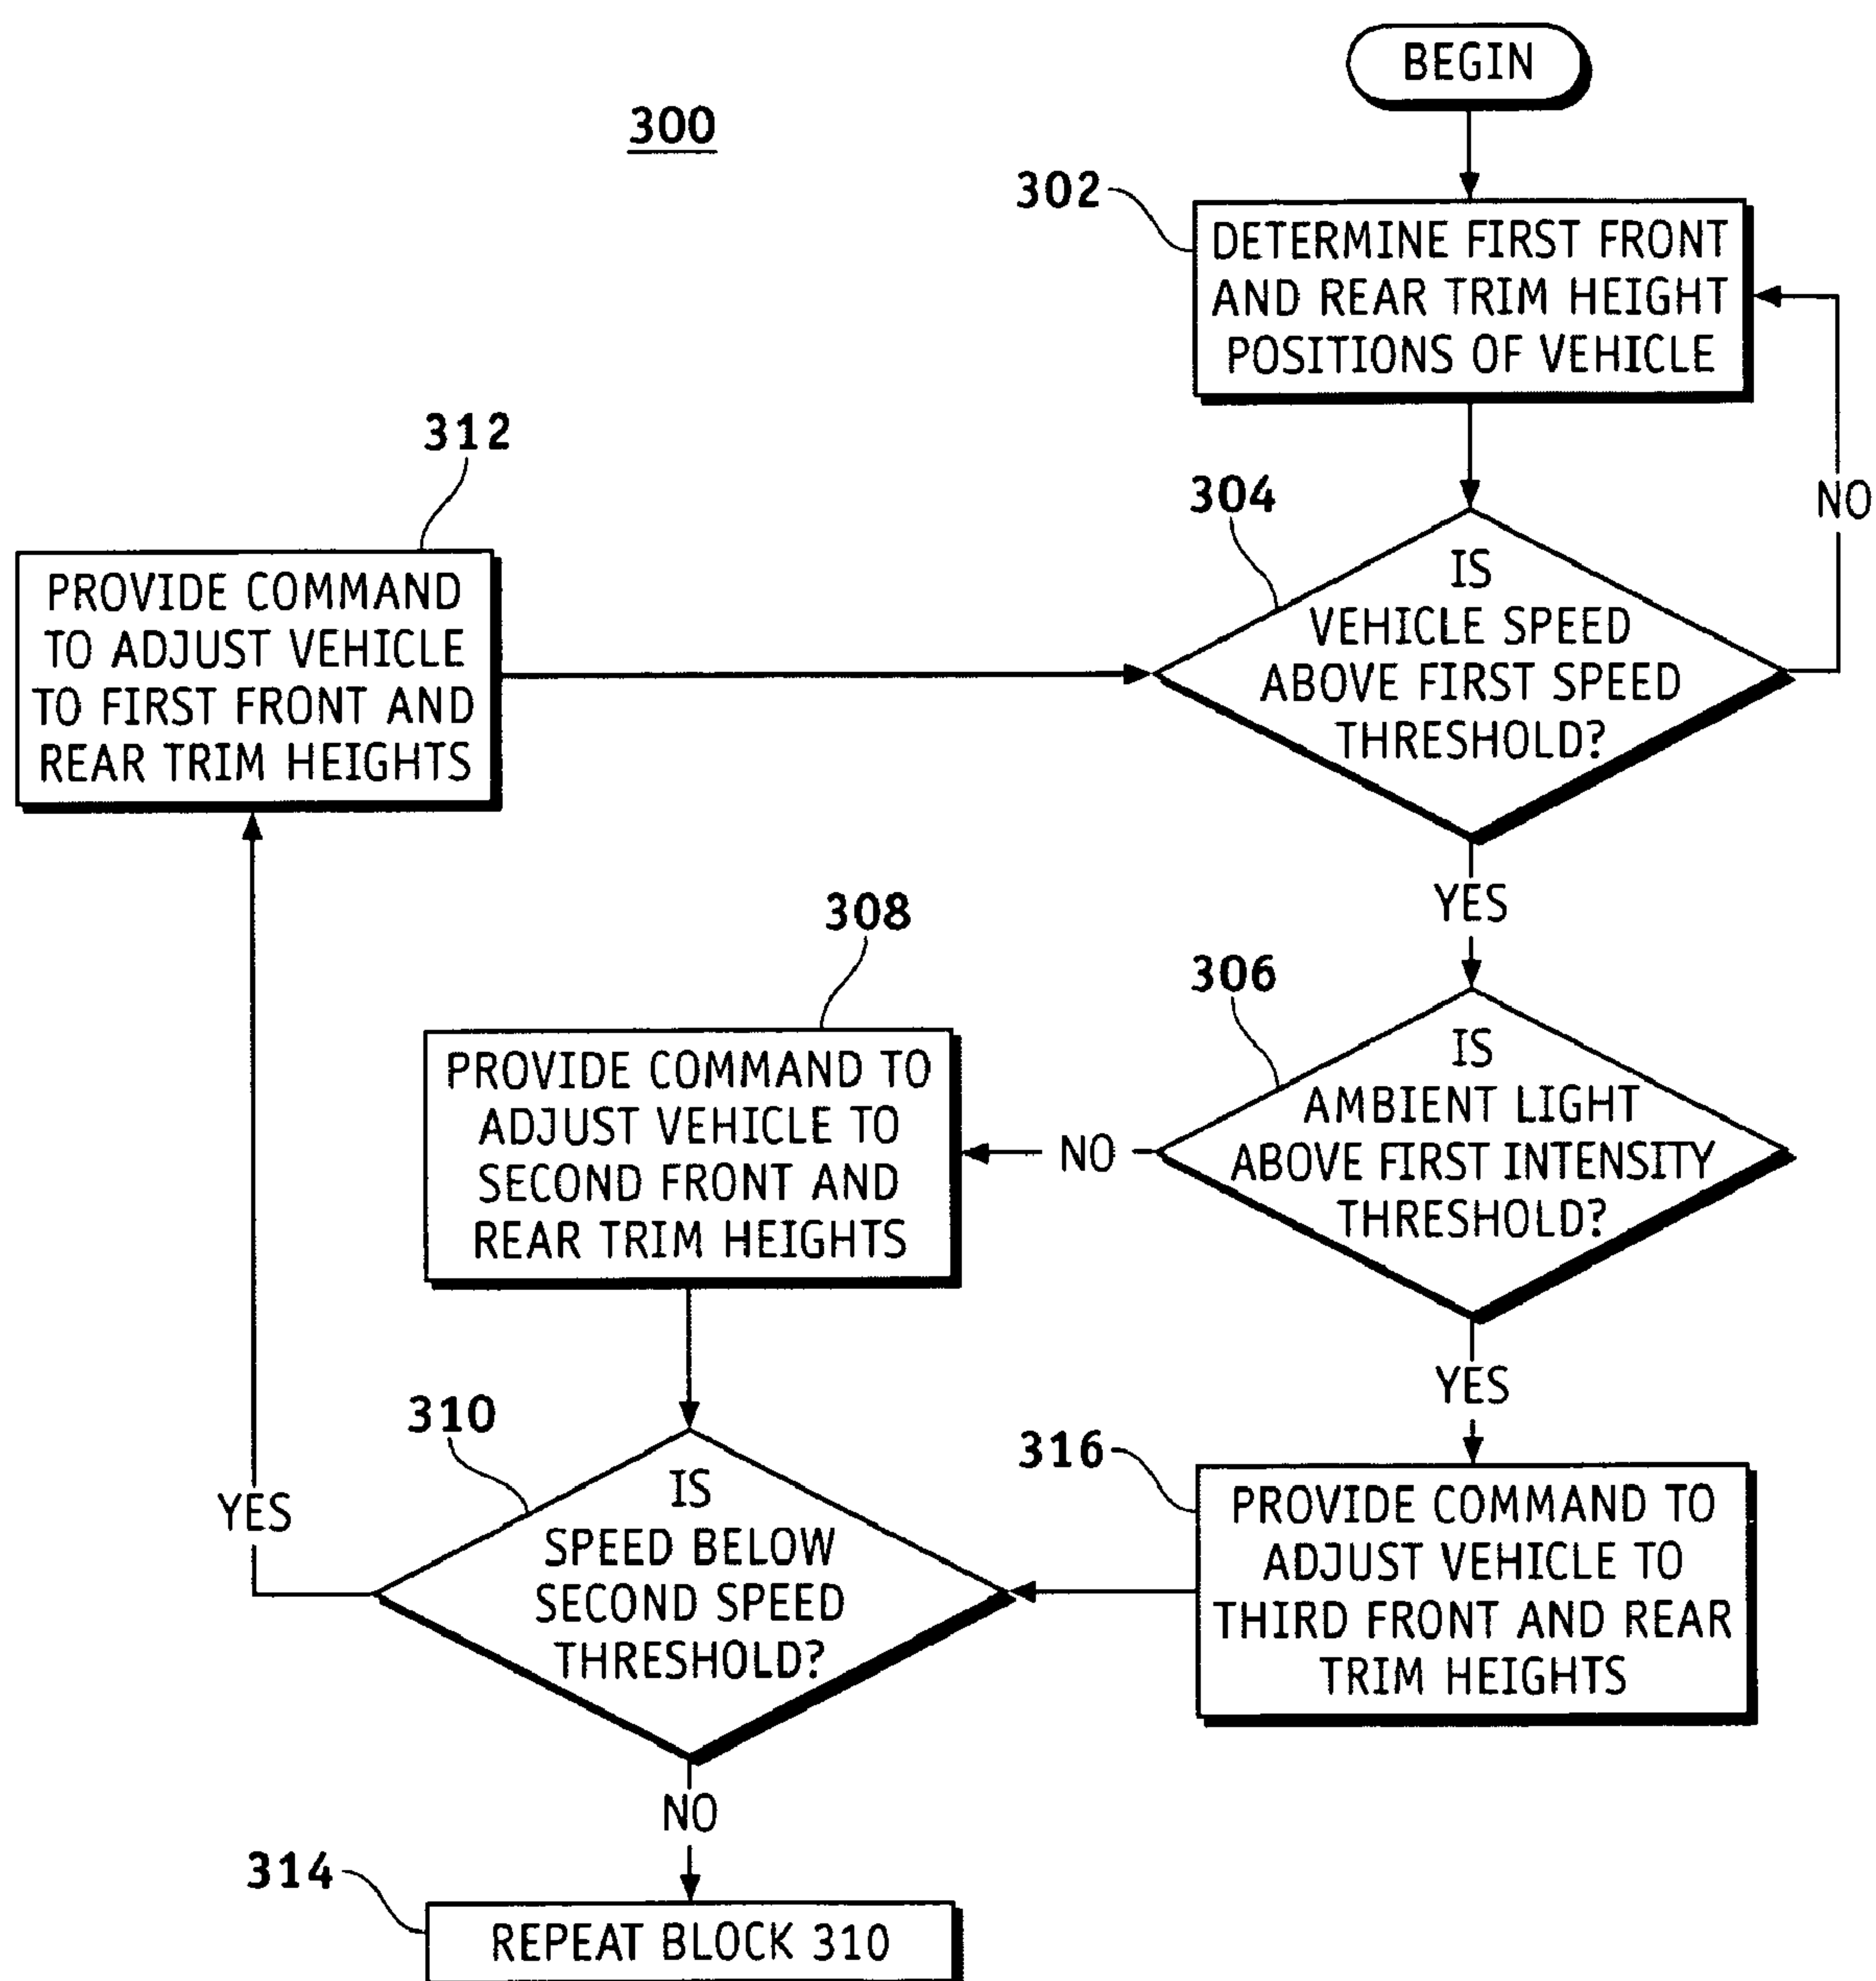 BEGIN
300
302
DETERMINE FIRST FRONT
AND REAR TRIM HEIGHT
POSITIONS OF VEHICLE
312
304
NO
PROVIDE COMMAND
TO ADJUST VEHICLE
TO FIRST FRONT AND
REAR TRIM HEIGHTS
IS
VEHICLE SPEED
ABOVE FIRST SPEED
THRESHOLD?
YES
308
306
PROVIDE COMMAND TO
ADJUST VEHICLE TO
SECOND FRONT AND
REAR TRIM HEIGHTS
NO
IS
AMBIENT LIGHT
ABOVE FIRST INTENSITY
THRESHOLD?
YES
310
316
YES
IS
SPEED BELOW
SECOND SPEED
THRESHOLD?
PROVIDE COMMAND TO
ADJUST VEHICLE TO
THIRD FRONT AND REAR
TRIM HEIGHTS
NO
314
REPEAT BLOCK 310